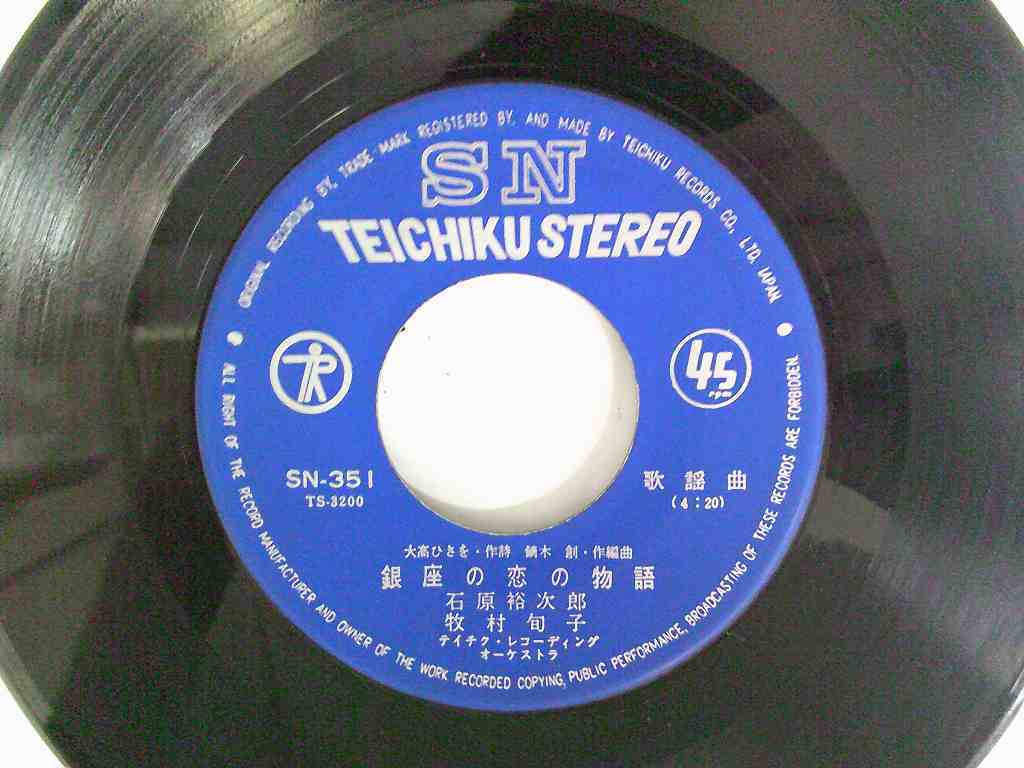 ORIGINAL RECORDING BY, TRADE MARK REGISTERED BY, AND MADE BY TEICHIKU RECORDS CO., LTD. JAPAN
SN
TEICHIKU STEREO
TR
45
rpm
SN-351
TS-3200
歌謡曲
(4:20)
大高ひさを・作詩 鏑木 創・作編曲
銀座の恋の物語
石原裕次郎
牧村旬子
テイチク・レコーディング
オーケストラ
ALL RIGHT OF THE RECORD MANUFACTURER AND OWNER OF THE WORK RECORDED COPYING, PUBLIC PERFORMANCE, BROADCASTING OF THESE RECORDS ARE FORBIDDEN.